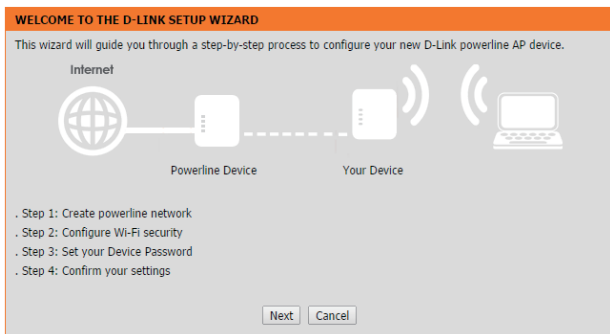 WELCOME TO THE D-LINK SETUP WIZARD
This wizard will guide you through a step-by-step process to configure your new D-Link powerline AP device.
Internet
Powerline Device
Your Device
. Step 1: Create powerline network
. Step 2: Configure Wi-Fi security
. Step 3: Set your Device Password
. Step 4: Confirm your settings
Next
Cancel